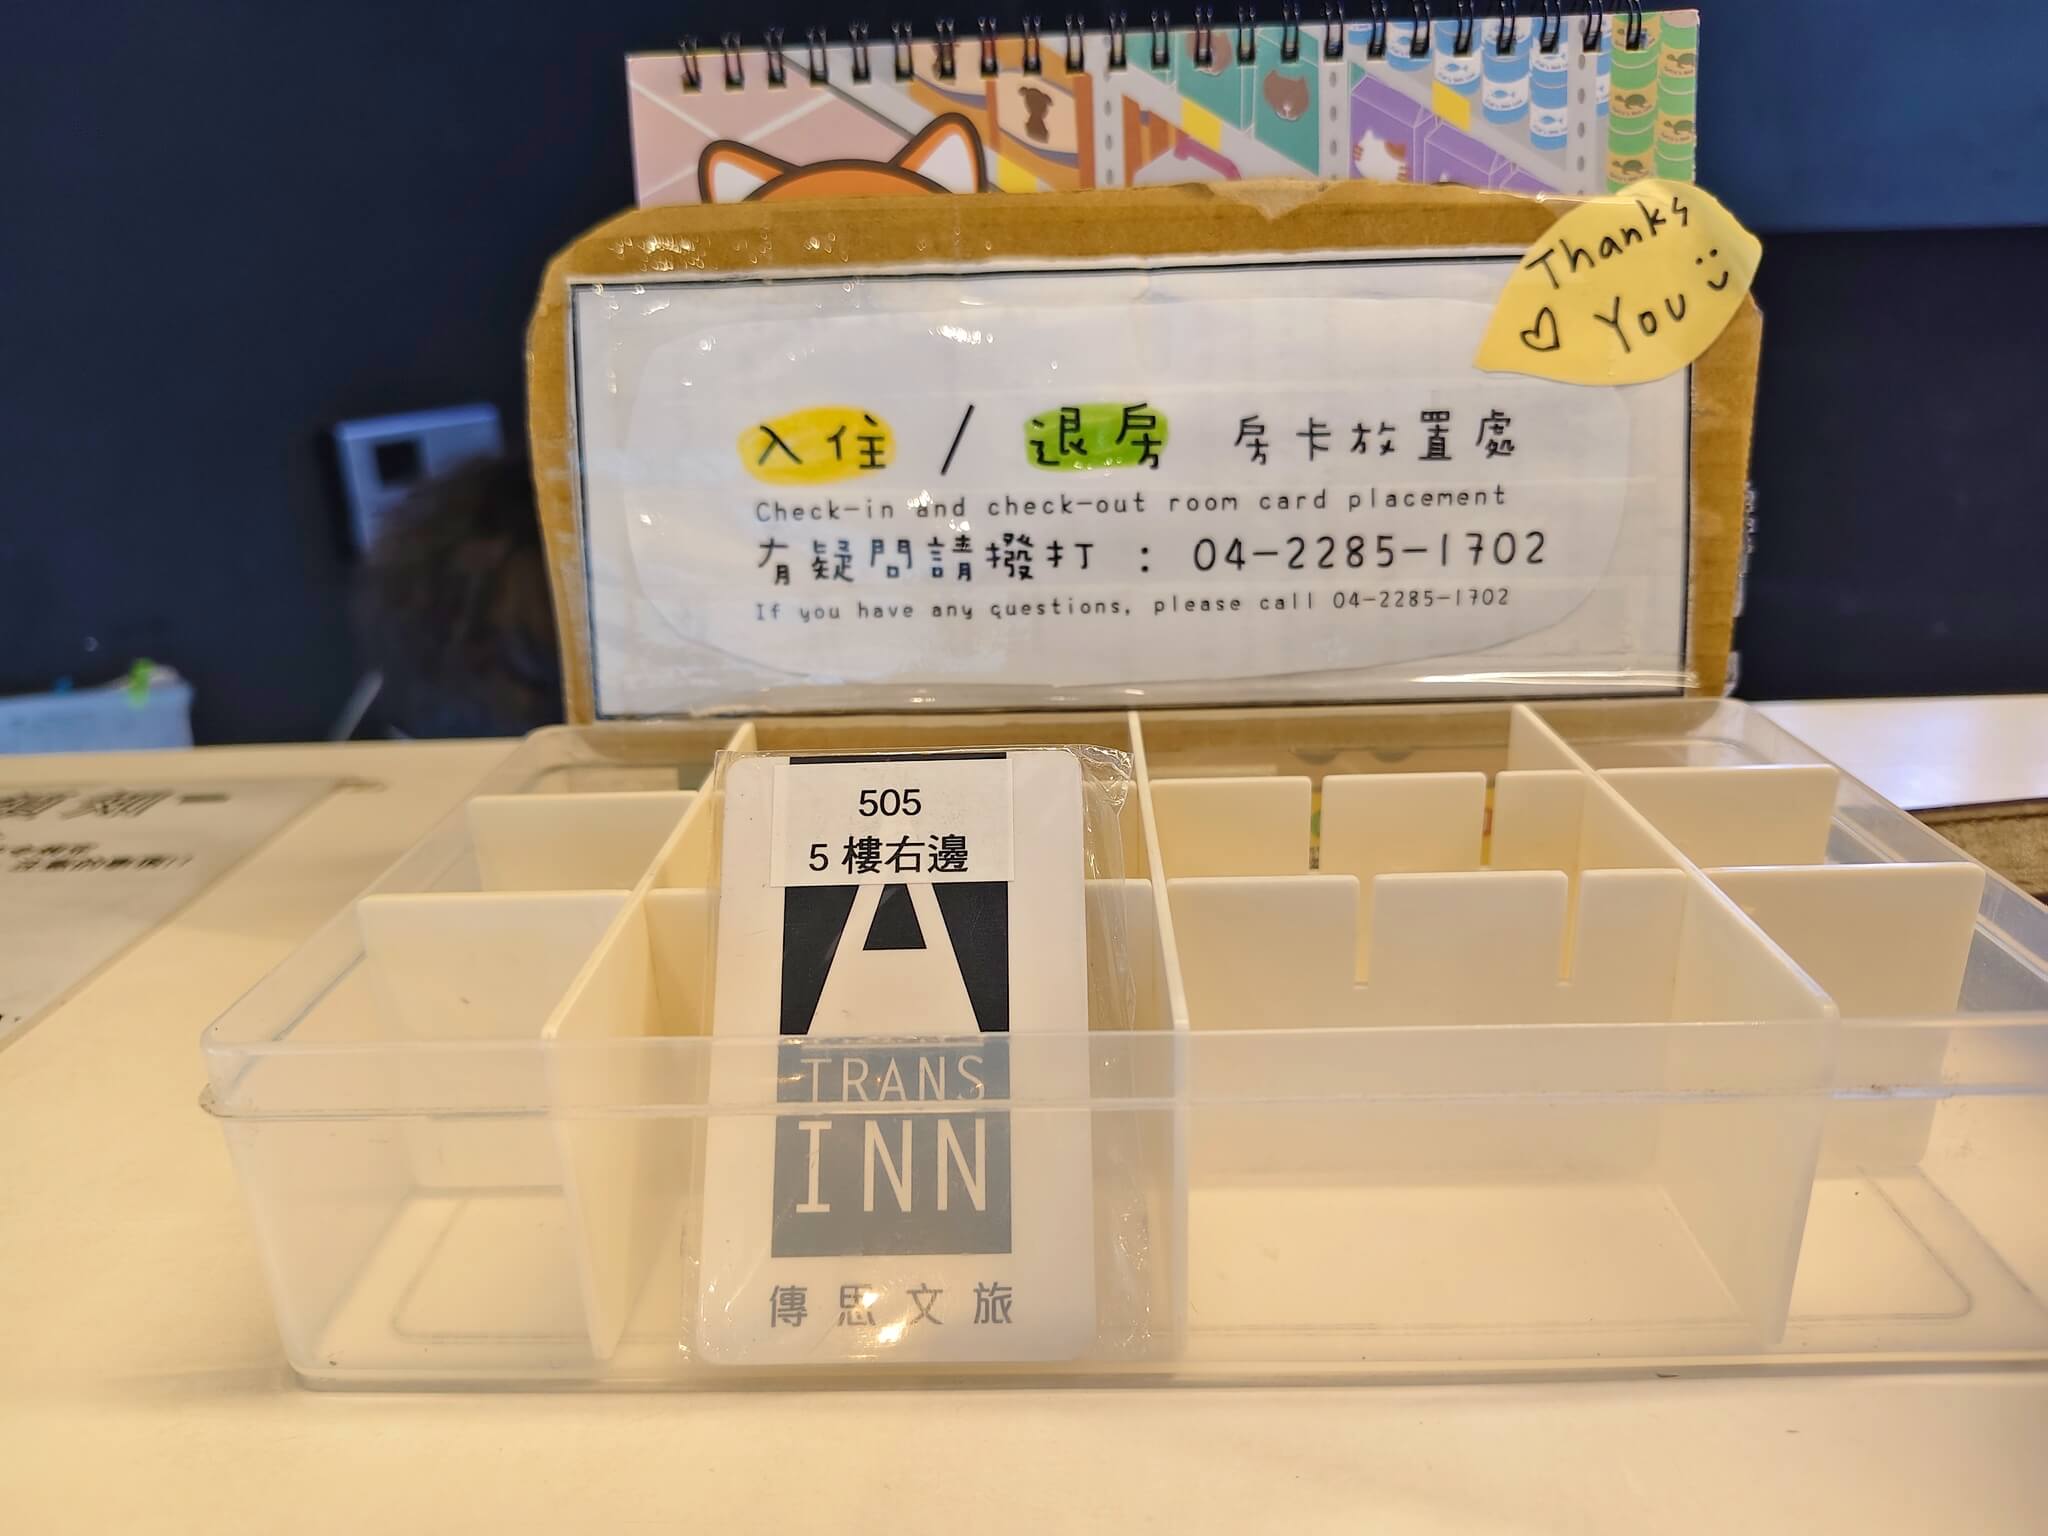 Thanks
You
入住 / 退房 房卡放置處
Check-in and check-out room card placement
有疑問請撥打 : 04-2285-1702
If you have any questions, please call 04-2285-1702
505
5 樓右邊
TRANS
INN
傳思文旅